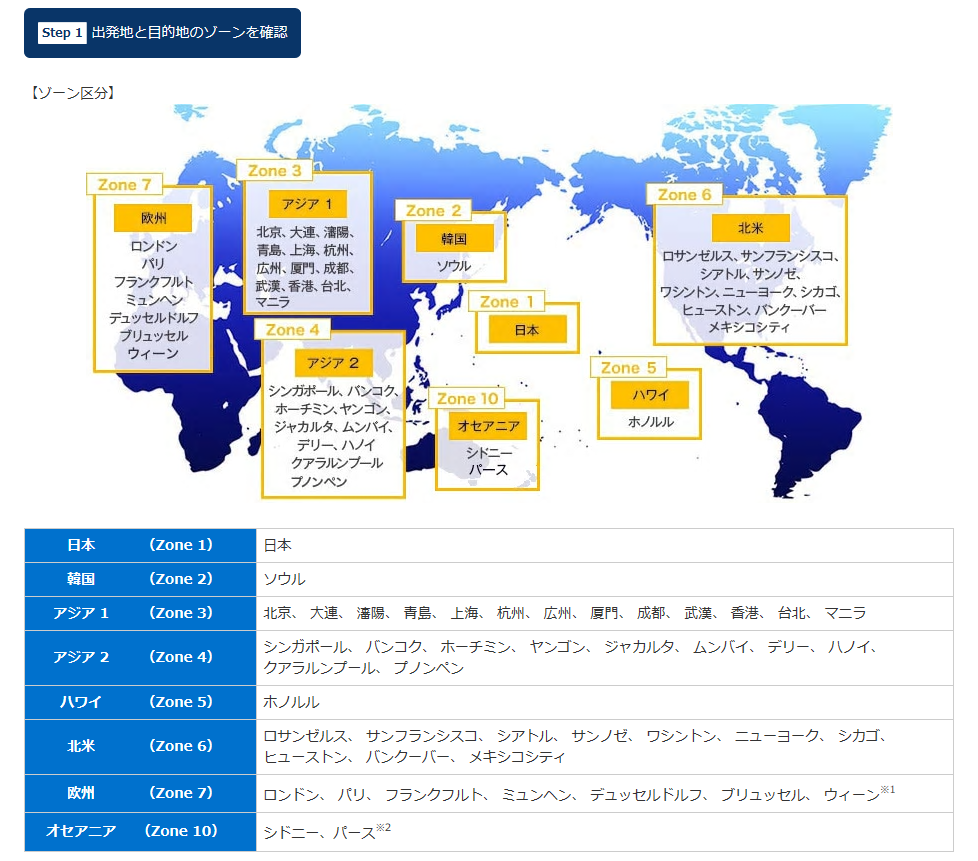 Step 1 出発地と目的地のゾーンを確認
【ゾーン区分】
Zone 7
欧州
ロンドン
パリ
フランクフルト
ミュンヘン
デュッセルドルフ
ブリュッセル
ウィーン
Zone 3
アジア 1
北京、大連、瀋陽、
青島、上海、杭州、
広州、厦門、成都、
武漢、香港、台北、
マニラ
Zone 2
韓国
ソウル
Zone 6
北米
ロサンゼルス、サンフランシスコ、
シアトル、サンノゼ、
ワシントン、ニューヨーク、シカゴ、
ヒューストン、バンクーバー
メキシコシティ
Zone 1
日本
Zone 4
アジア 2
シンガポール、バンコク、
ホーチミン、ヤンゴン、
ジャカルタ、ムンバイ、
デリー、ハノイ
クアラルンプール
プノンペン
Zone 10
オセアニア
シドニー
パース
Zone 5
ハワイ
ホノルル
日本 （Zone 1） 日本
韓国 （Zone 2） ソウル
アジア 1 （Zone 3） 北京、 大連、 瀋陽、 青島、 上海、 杭州、 広州、 厦門、 成都、 武漢、 香港、 台北、 マニラ
アジア 2 （Zone 4） シンガポール、 バンコク、 ホーチミン、 ヤンゴン、 ジャカルタ、 ムンバイ、 デリー、 ハノイ、
クアラルンプール、 プノンペン
ハワイ （Zone 5） ホノルル
北米 （Zone 6） ロサンゼルス、 サンフランシスコ、 シアトル、 サンノゼ、 ワシントン、 ニューヨーク、 シカゴ、
ヒューストン、 バンクーバー、 メキシコシティ
欧州 （Zone 7） ロンドン、 パリ、 フランクフルト、 ミュンヘン、 デュッセルドルフ、 ブリュッセル、 ウィーン※1
オセアニア （Zone 10） シドニー、パース※2